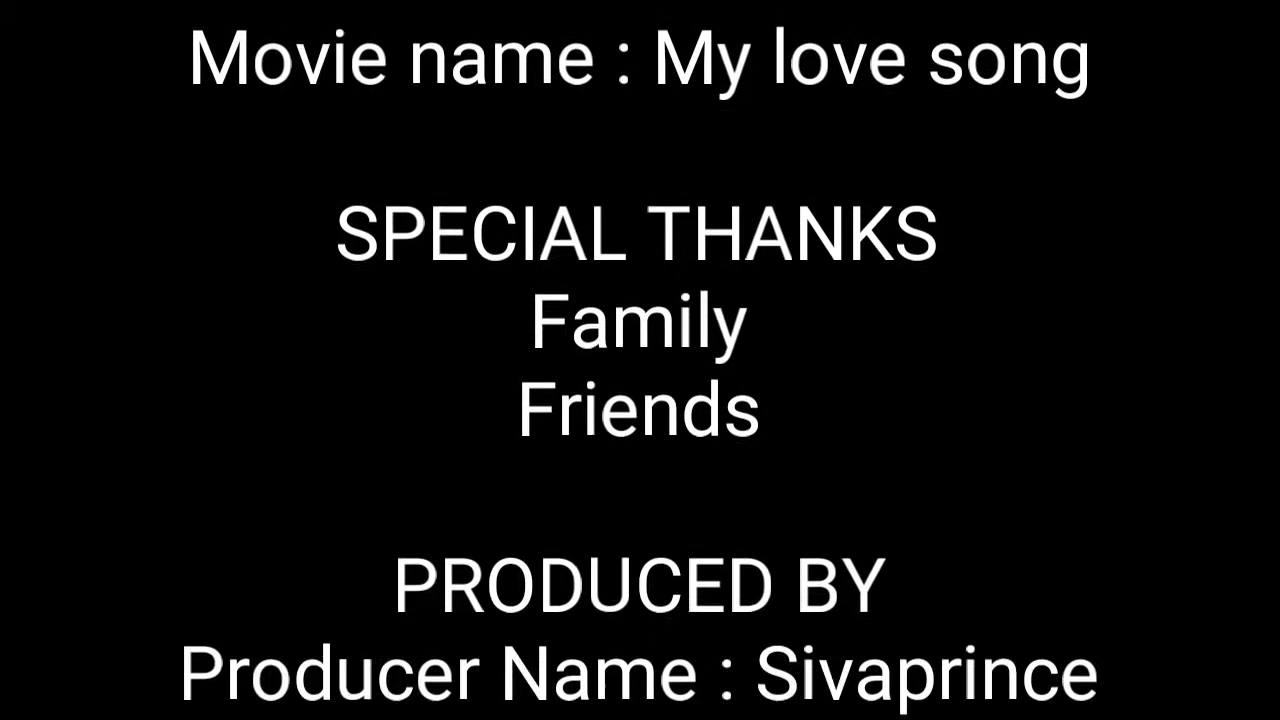 Movie name : My love song
SPECIAL THANKS
Family
Friends
PRODUCED BY
Producer Name : Sivaprince